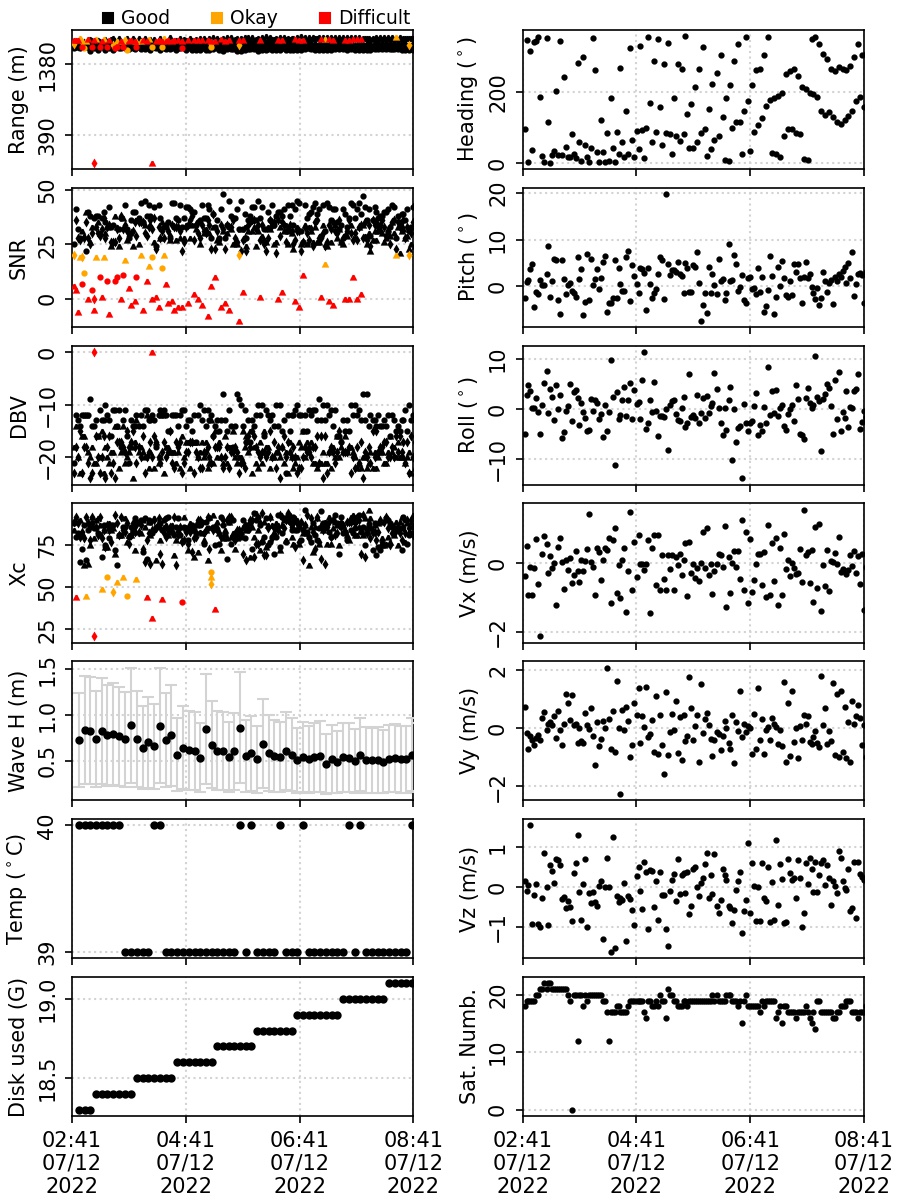 Good Okay Difficult
Range (m)
1380
390
Heading (°)
200
0
SNR
50
25
0
Pitch (°)
20
10
0
DBV
0
−10
−20
Roll (°)
10
0
−10
Xc
75
50
25
Vx (m/s)
0
−2
Wave H (m)
1.5
1.0
0.5
Vy (m/s)
2
0
−2
Temp (°C)
40
39
Vz (m/s)
1
0
−1
Disk used (G)
19.0
18.5
Sat. Numb.
20
10
0
02:41 04:41 06:41 08:41 02:41 04:41 06:41 08:41
07/12 07/12 07/12 07/12 07/12 07/12 07/12 07/12
2022 2022 2022 2022 2022 2022 2022 2022